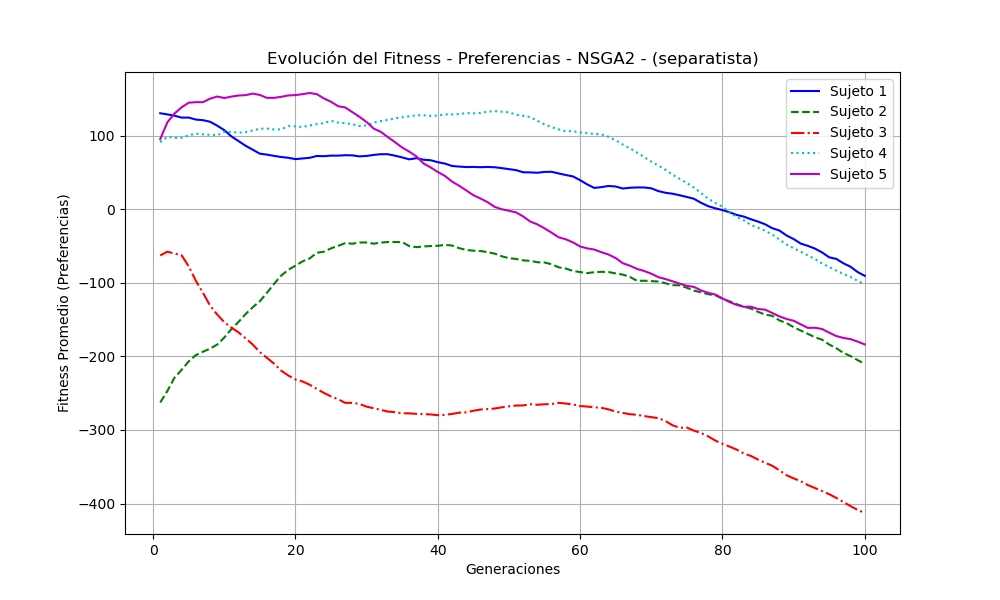 Evolución del Fitness - Preferencias - NSGA2 - (separatista)
Sujeto 1
Sujeto 2
Sujeto 3
Sujeto 4
Sujeto 5
Fitness Promedio (Preferencias)
100
0
−100
−200
−300
−400
0 20 40 60 80 100
Generaciones